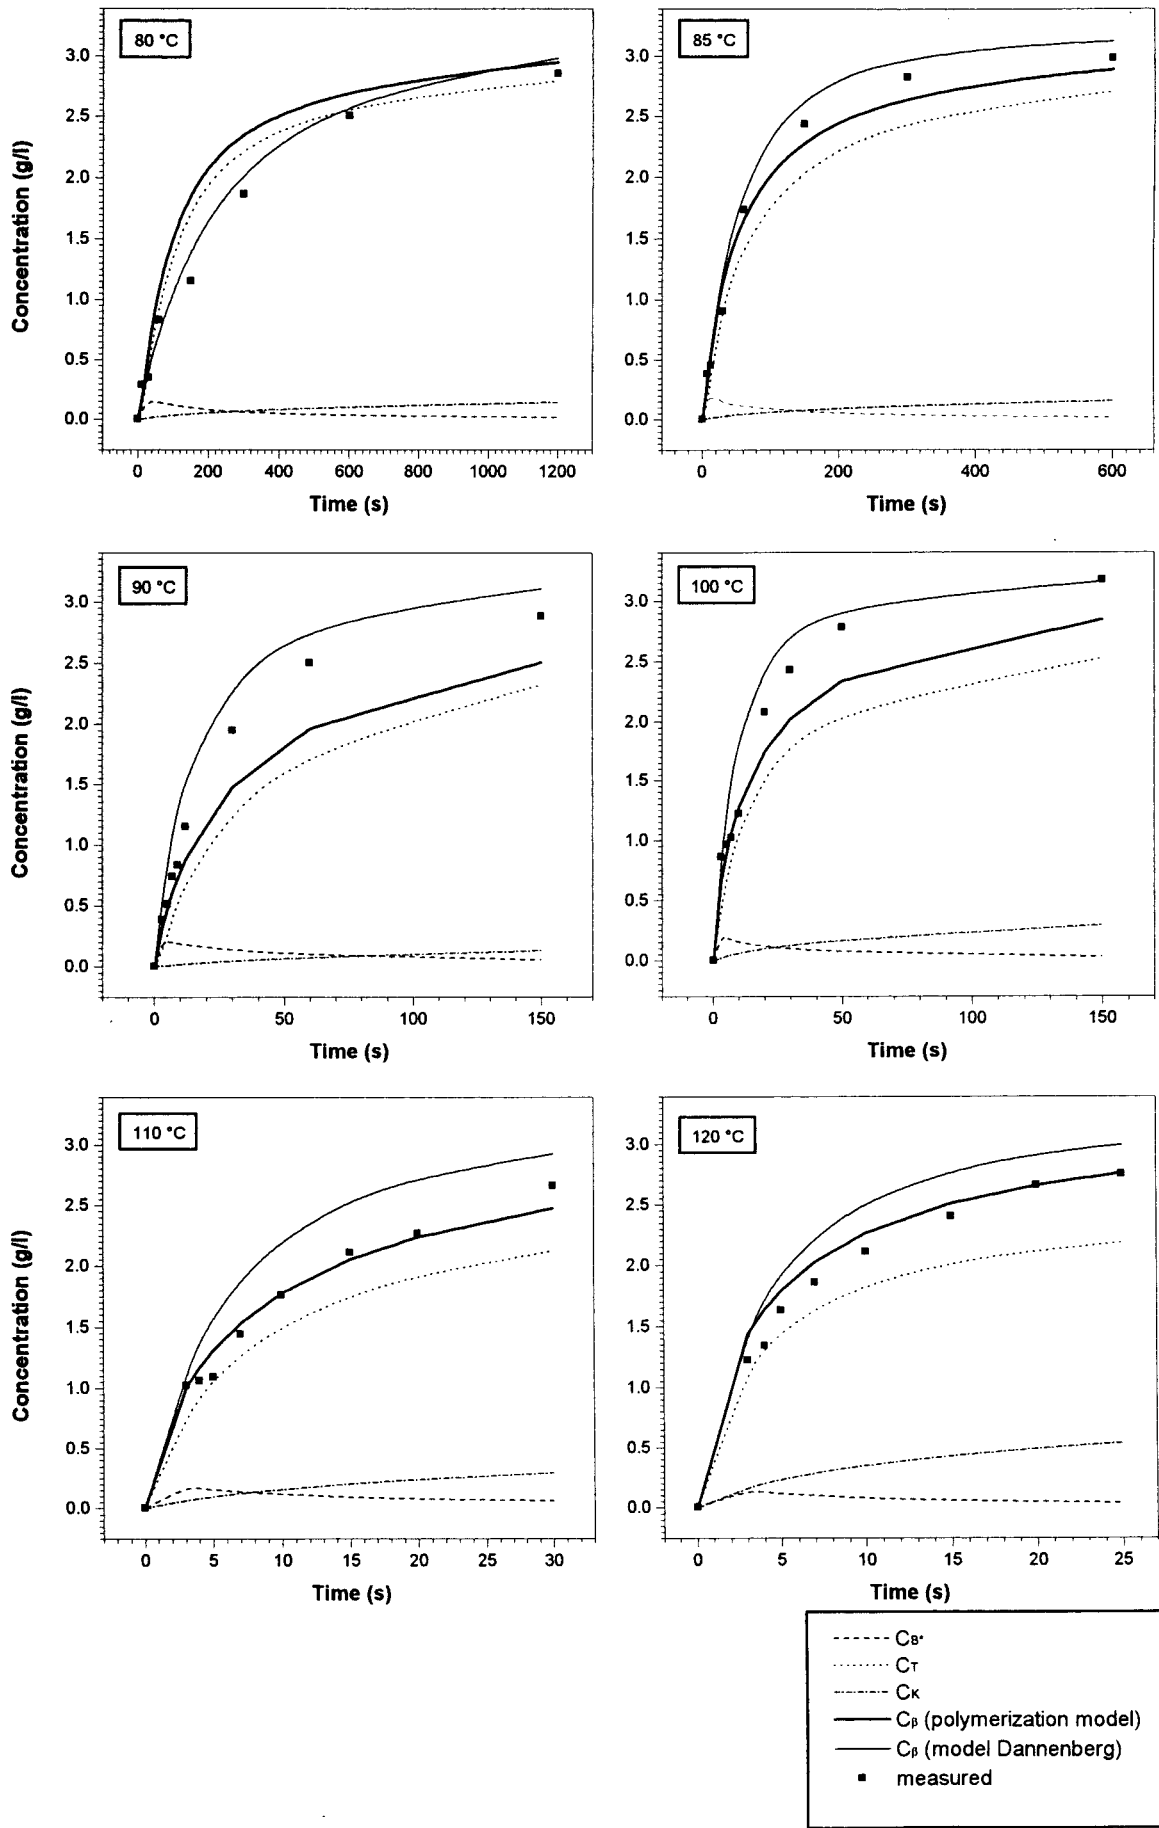 80 °C
85 °C
Concentration (g/l)
3.0
2.5
2.0
1.5
1.0
0.5
0.0
0 200 400 600 800 1000 1200
Time (s)
3.0
2.5
2.0
1.5
1.0
0.5
0.0
0 200 400 600
Time (s)
90 °C
100 °C
Concentration (g/l)
3.0
2.5
2.0
1.5
1.0
0.5
0.0
0 50 100 150
Time (s)
3.0
2.5
2.0
1.5
1.0
0.5
0.0
0 50 100 150
Time (s)
110 °C
120 °C
Concentration (g/l)
3.0
2.5
2.0
1.5
1.0
0.5
0.0
0 5 10 15 20 25 30
Time (s)
3.0
2.5
2.0
1.5
1.0
0.5
0.0
0 5 10 15 20 25
Time (s)
C_B*
C_T
C_K
C_β (polymerization model)
C_β (model Dannenberg)
measured